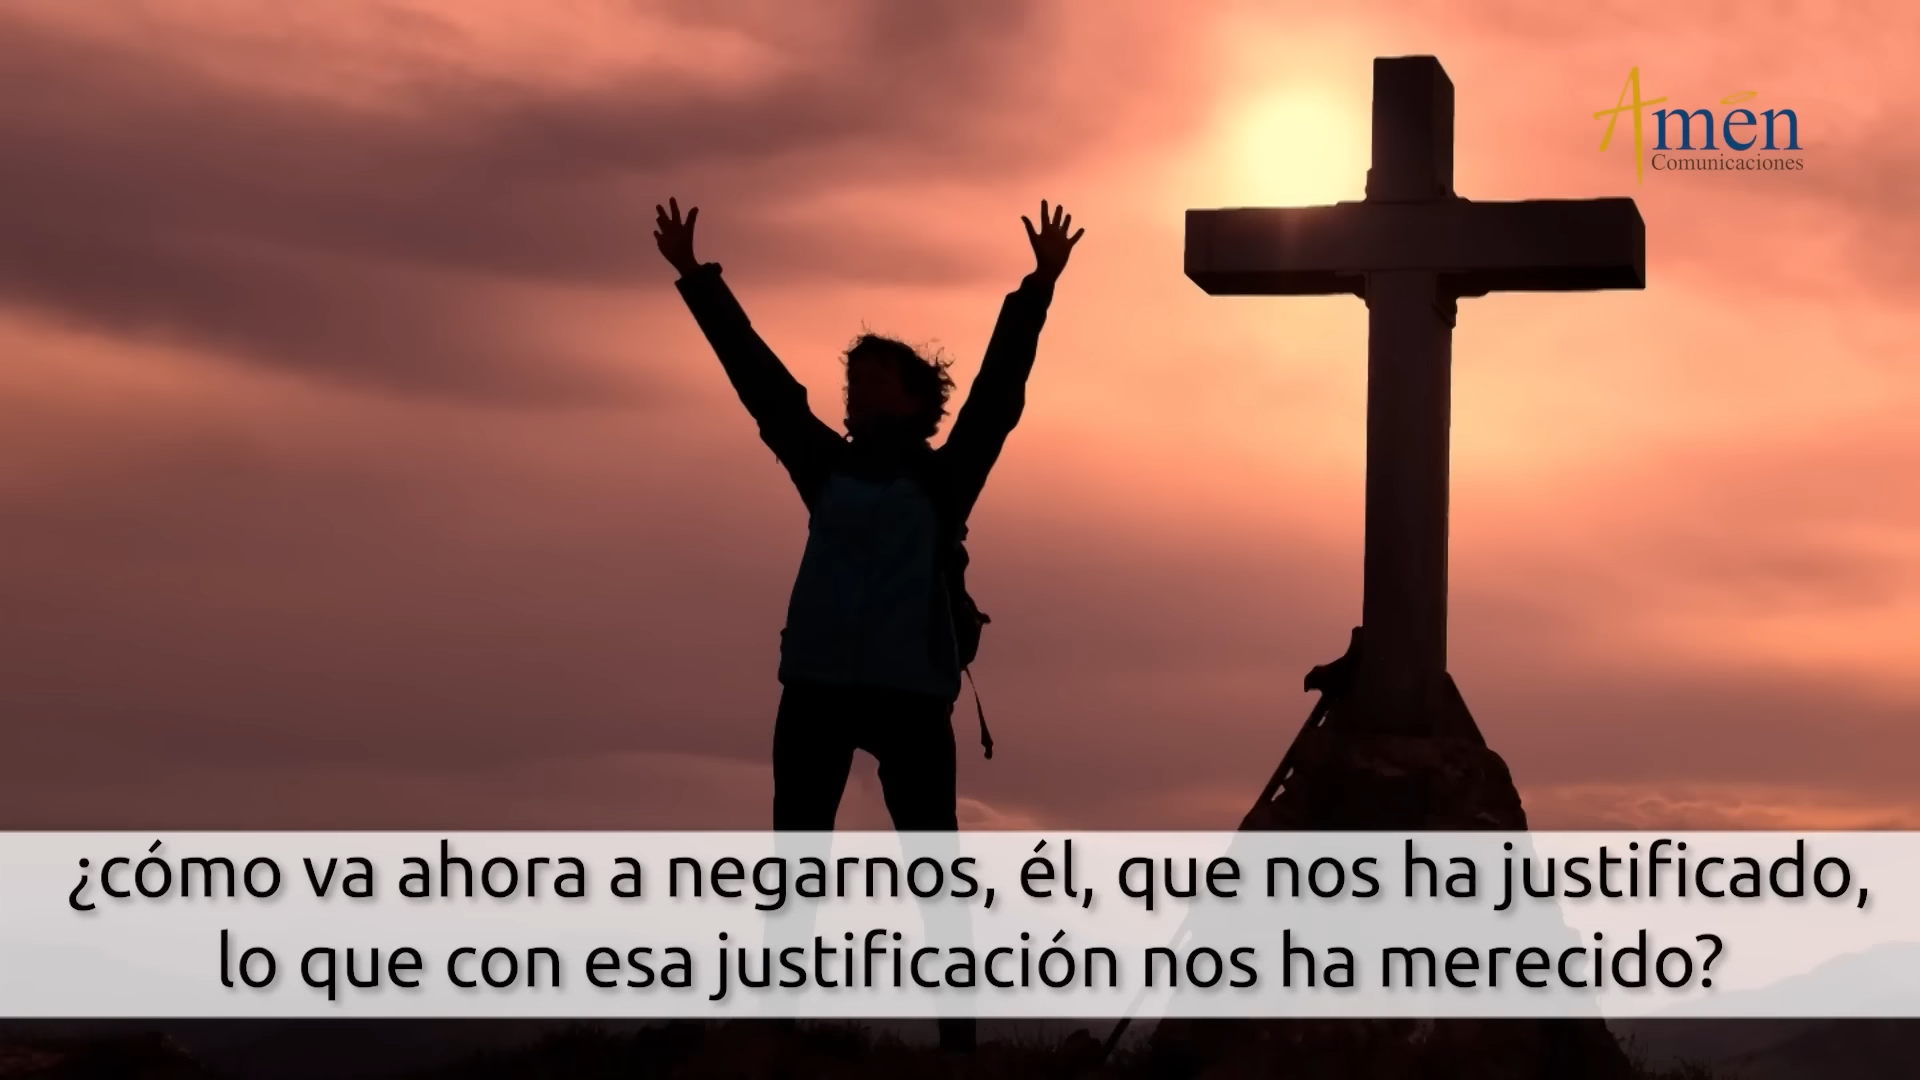 Amén
Comunicaciones
¿cómo va ahora a negarnos, él, que nos ha justificado,
lo que con esa justificación nos ha merecido?